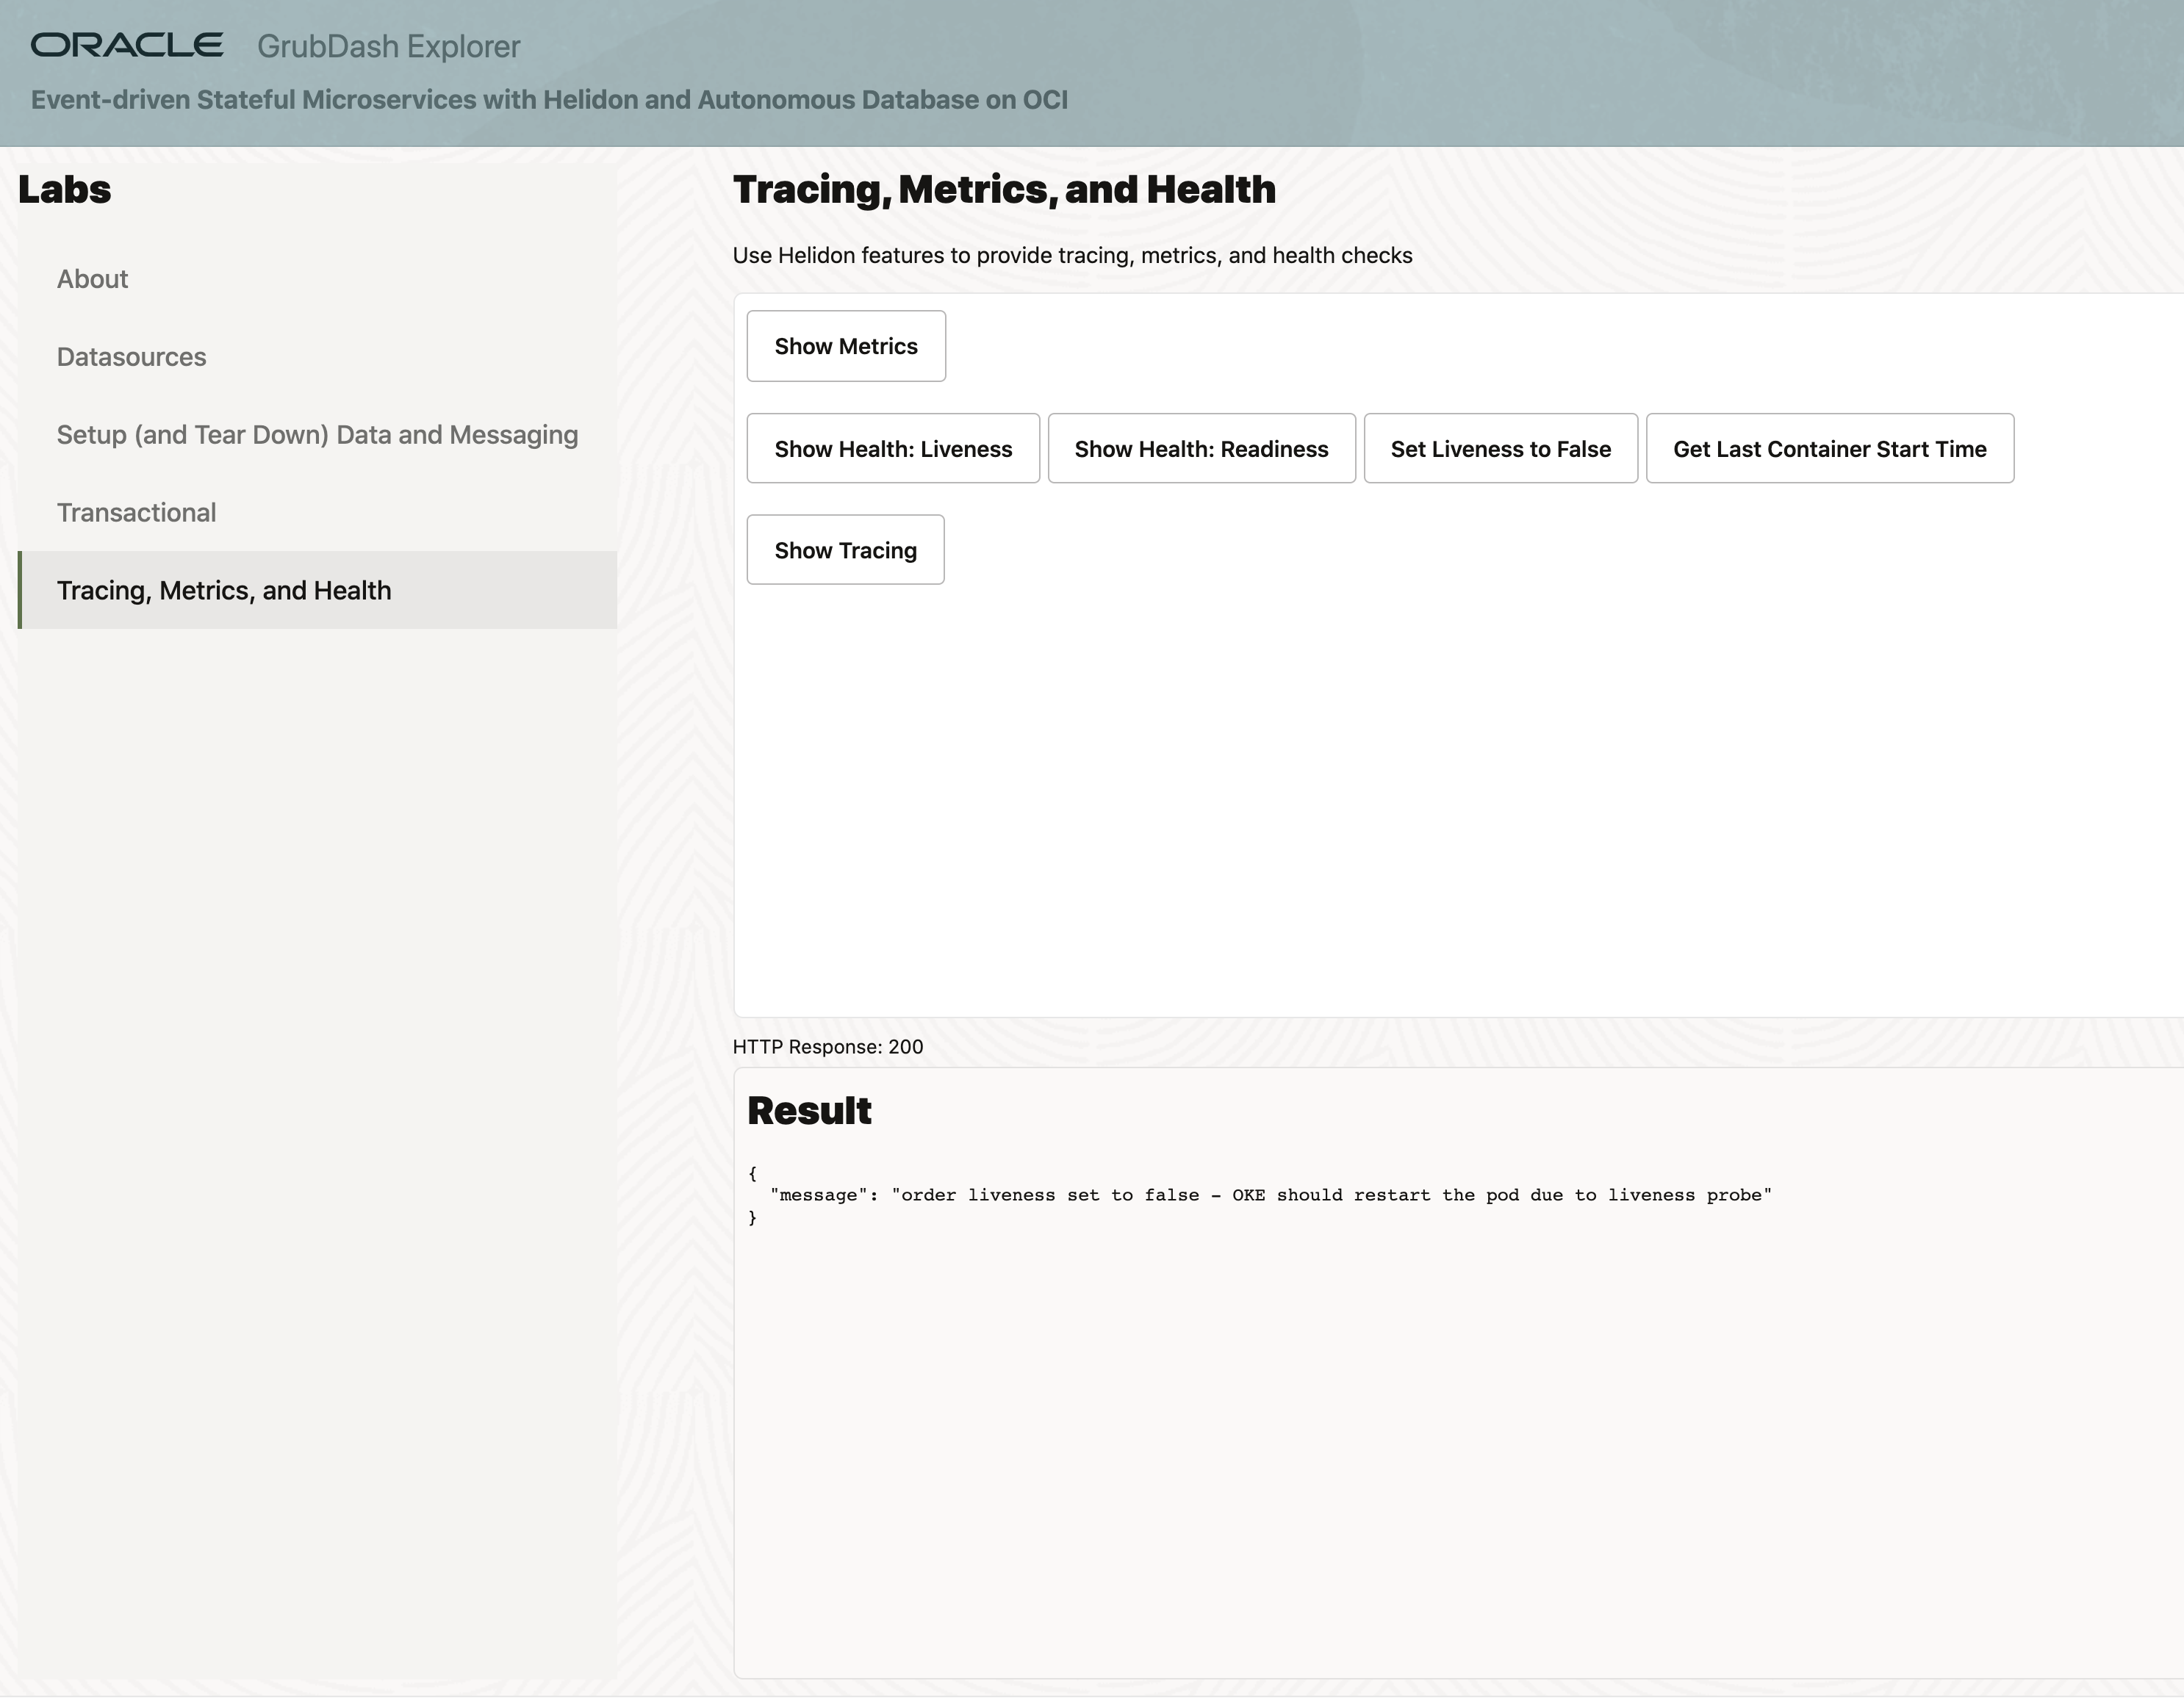 ORACLE GrubDash Explorer
Event-driven Stateful Microservices with Helidon and Autonomous Database on OCI
Labs
About
Datasources
Setup (and Tear Down) Data and Messaging
Transactional
Tracing, Metrics, and Health
Tracing, Metrics, and Health
Use Helidon features to provide tracing, metrics, and health checks
Show Metrics
Show Health: Liveness Show Health: Readiness Set Liveness to False Get Last Container Start Time
Show Tracing
HTTP Response: 200
Result
{
"message": "order liveness set to false - OKE should restart the pod due to liveness probe"
}